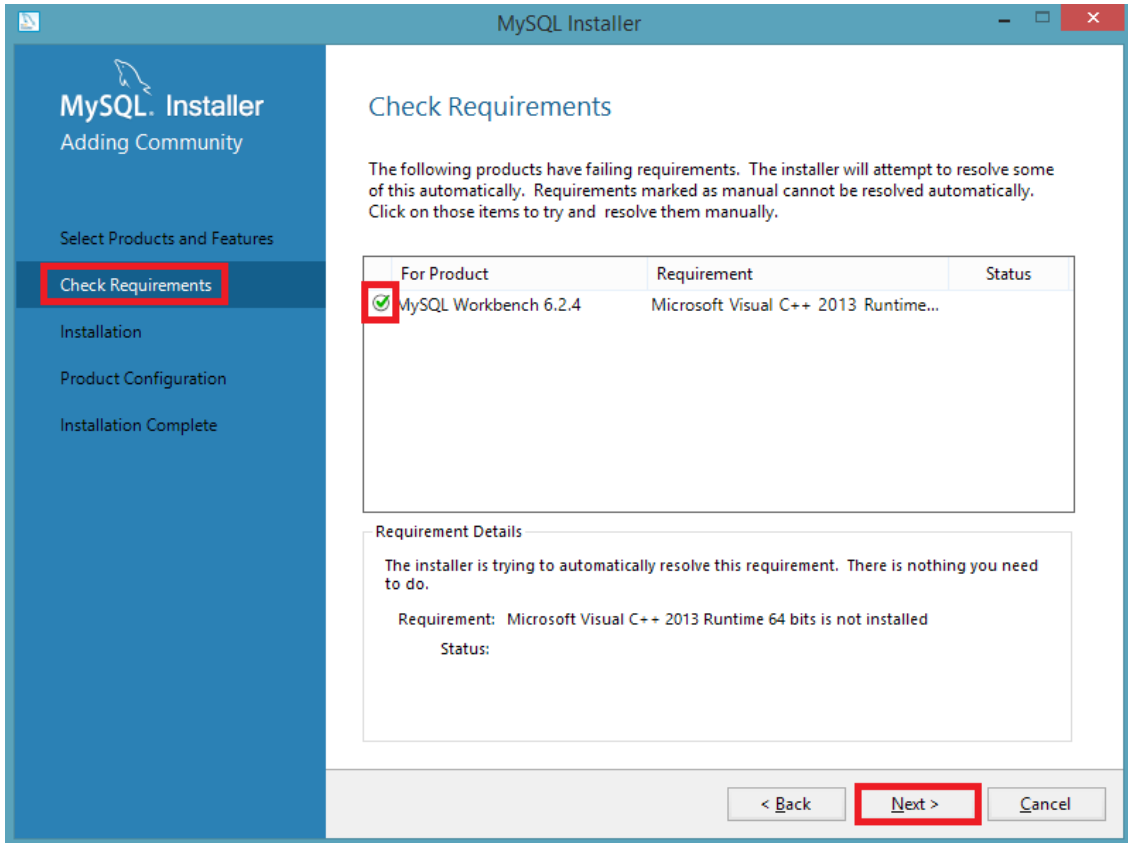 MySQL Installer
MySQL. Installer
Adding Community
Select Products and Features
Check Requirements
Installation
Product Configuration
Installation Complete
Check Requirements
The following products have failing requirements. The installer will attempt to resolve some
of this automatically. Requirements marked as manual cannot be resolved automatically.
Click on those items to try and resolve them manually.
For Product Requirement Status
MySQL Workbench 6.2.4 Microsoft Visual C++ 2013 Runtime...
Requirement Details
The installer is trying to automatically resolve this requirement. There is nothing you need
to do.
Requirement: Microsoft Visual C++ 2013 Runtime 64 bits is not installed
Status:
< Back Next > Cancel